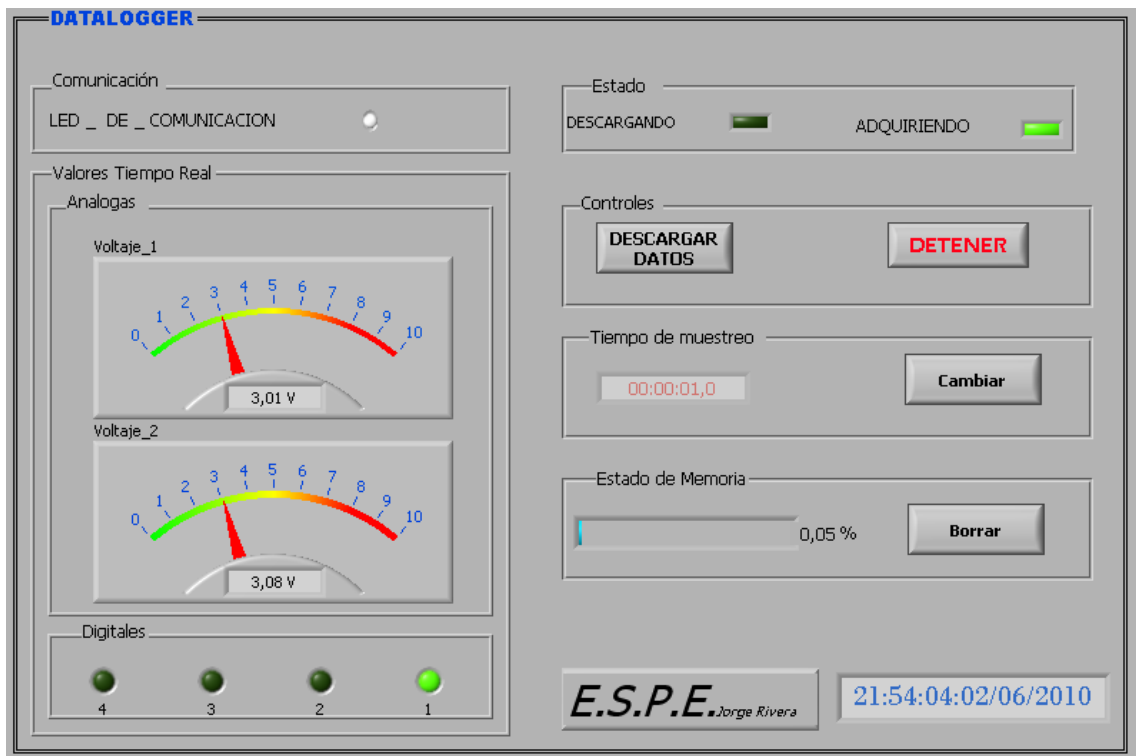 DATALOGGER
Comunicación
LED _ DE _ COMUNICACION
Estado
DESCARGANDO
ADQUIRIENDO
Valores Tiempo Real
Analogas
Voltaje_1
0 1 2 3 4 5 6 7 8 9 10
3,01 V
Voltaje_2
0 1 2 3 4 5 6 7 8 9 10
3,08 V
Digitales
4 3 2 1
Controles
DESCARGAR
DATOS
DETENER
Tiempo de muestreo
00:00:01,0
Cambiar
Estado de Memoria
0,05 %
Borrar
E.S.P.E. Jorge Rivera
21:54:04:02/06/2010